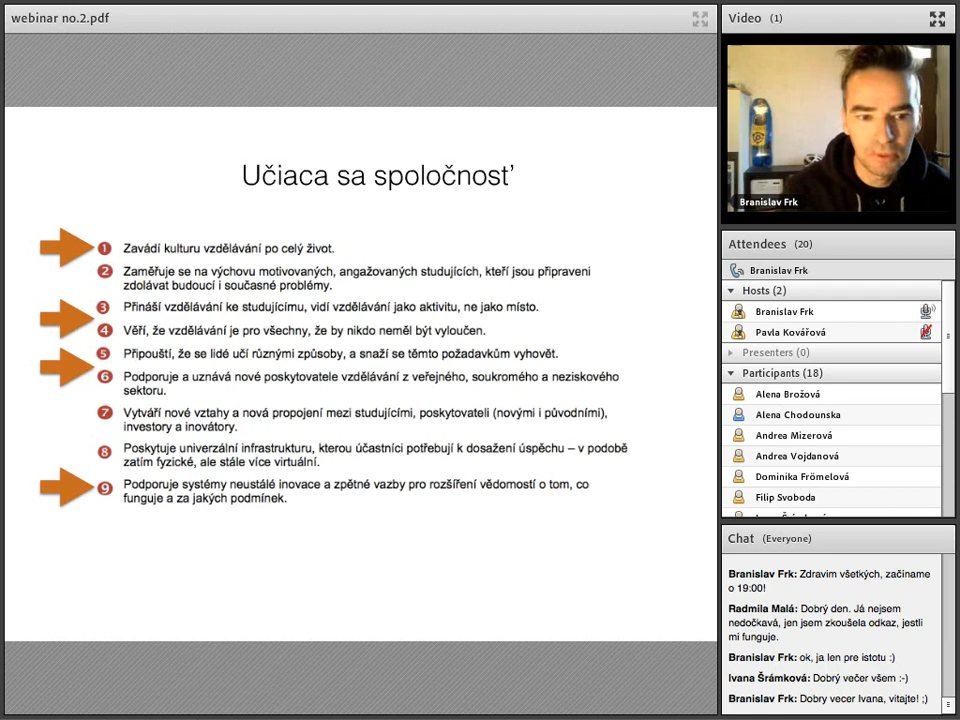 webinar no.2.pdf
Učiaca sa spoločnosť
1 Zavádí kulturu vzdělávání po celý život.
2 Zaměřuje se na výchovu motivovaných, angažovaných studujících, kteří jsou připraveni
zdolávat budoucí i současné problémy.
3 Přináší vzdělávání ke studujícímu, vidí vzdělávání jako aktivitu, ne jako místo.
4 Věří, že vzdělávání je pro všechny, že by nikdo neměl být vyloučen.
5 Připouští, že se lidé učí různými způsoby, a snaží se těmto požadavkům vyhovět.
6 Podporuje a uznává nové poskytovatele vzdělávání z veřejného, soukromého a neziskového
sektoru.
7 Vytváří nové vztahy a nová propojení mezi studujícími, poskytovateli (novými i původními),
investory a inovátory.
8 Poskytuje univerzální infrastrukturu, kterou účastníci potřebují k dosažení úspěchu – v podobě
zatím fyzické, ale stále více virtuální.
9 Podporuje systémy neustálé inovace a zpětné vazby pro rozšíření vědomostí o tom, co
funguje a za jakých podmínek.
Video (1)
Branislav Frk
Attendees (20)
Branislav Frk
Hosts (2)
Branislav Frk
Pavla Kovářová
Presenters (0)
Participants (18)
Alena Brožová
Alena Chodounska
Andrea Mizerová
Andrea Vojdanová
Dominika Frömelová
Filip Svoboda
Chat (Everyone)
Branislav Frk: Zdravim všetkých, začíname
o 19:00!
Radmila Malá: Dobrý den. Já nejsem
nedočkavá, jen jsem zkoušela odkaz, jestli
mi funguje.
Branislav Frk: ok, ja len pre istotu :)
Ivana Šrámková: Dobrý večer všem :-)
Branislav Frk: Dobry vecer Ivana, vitajte! ;)